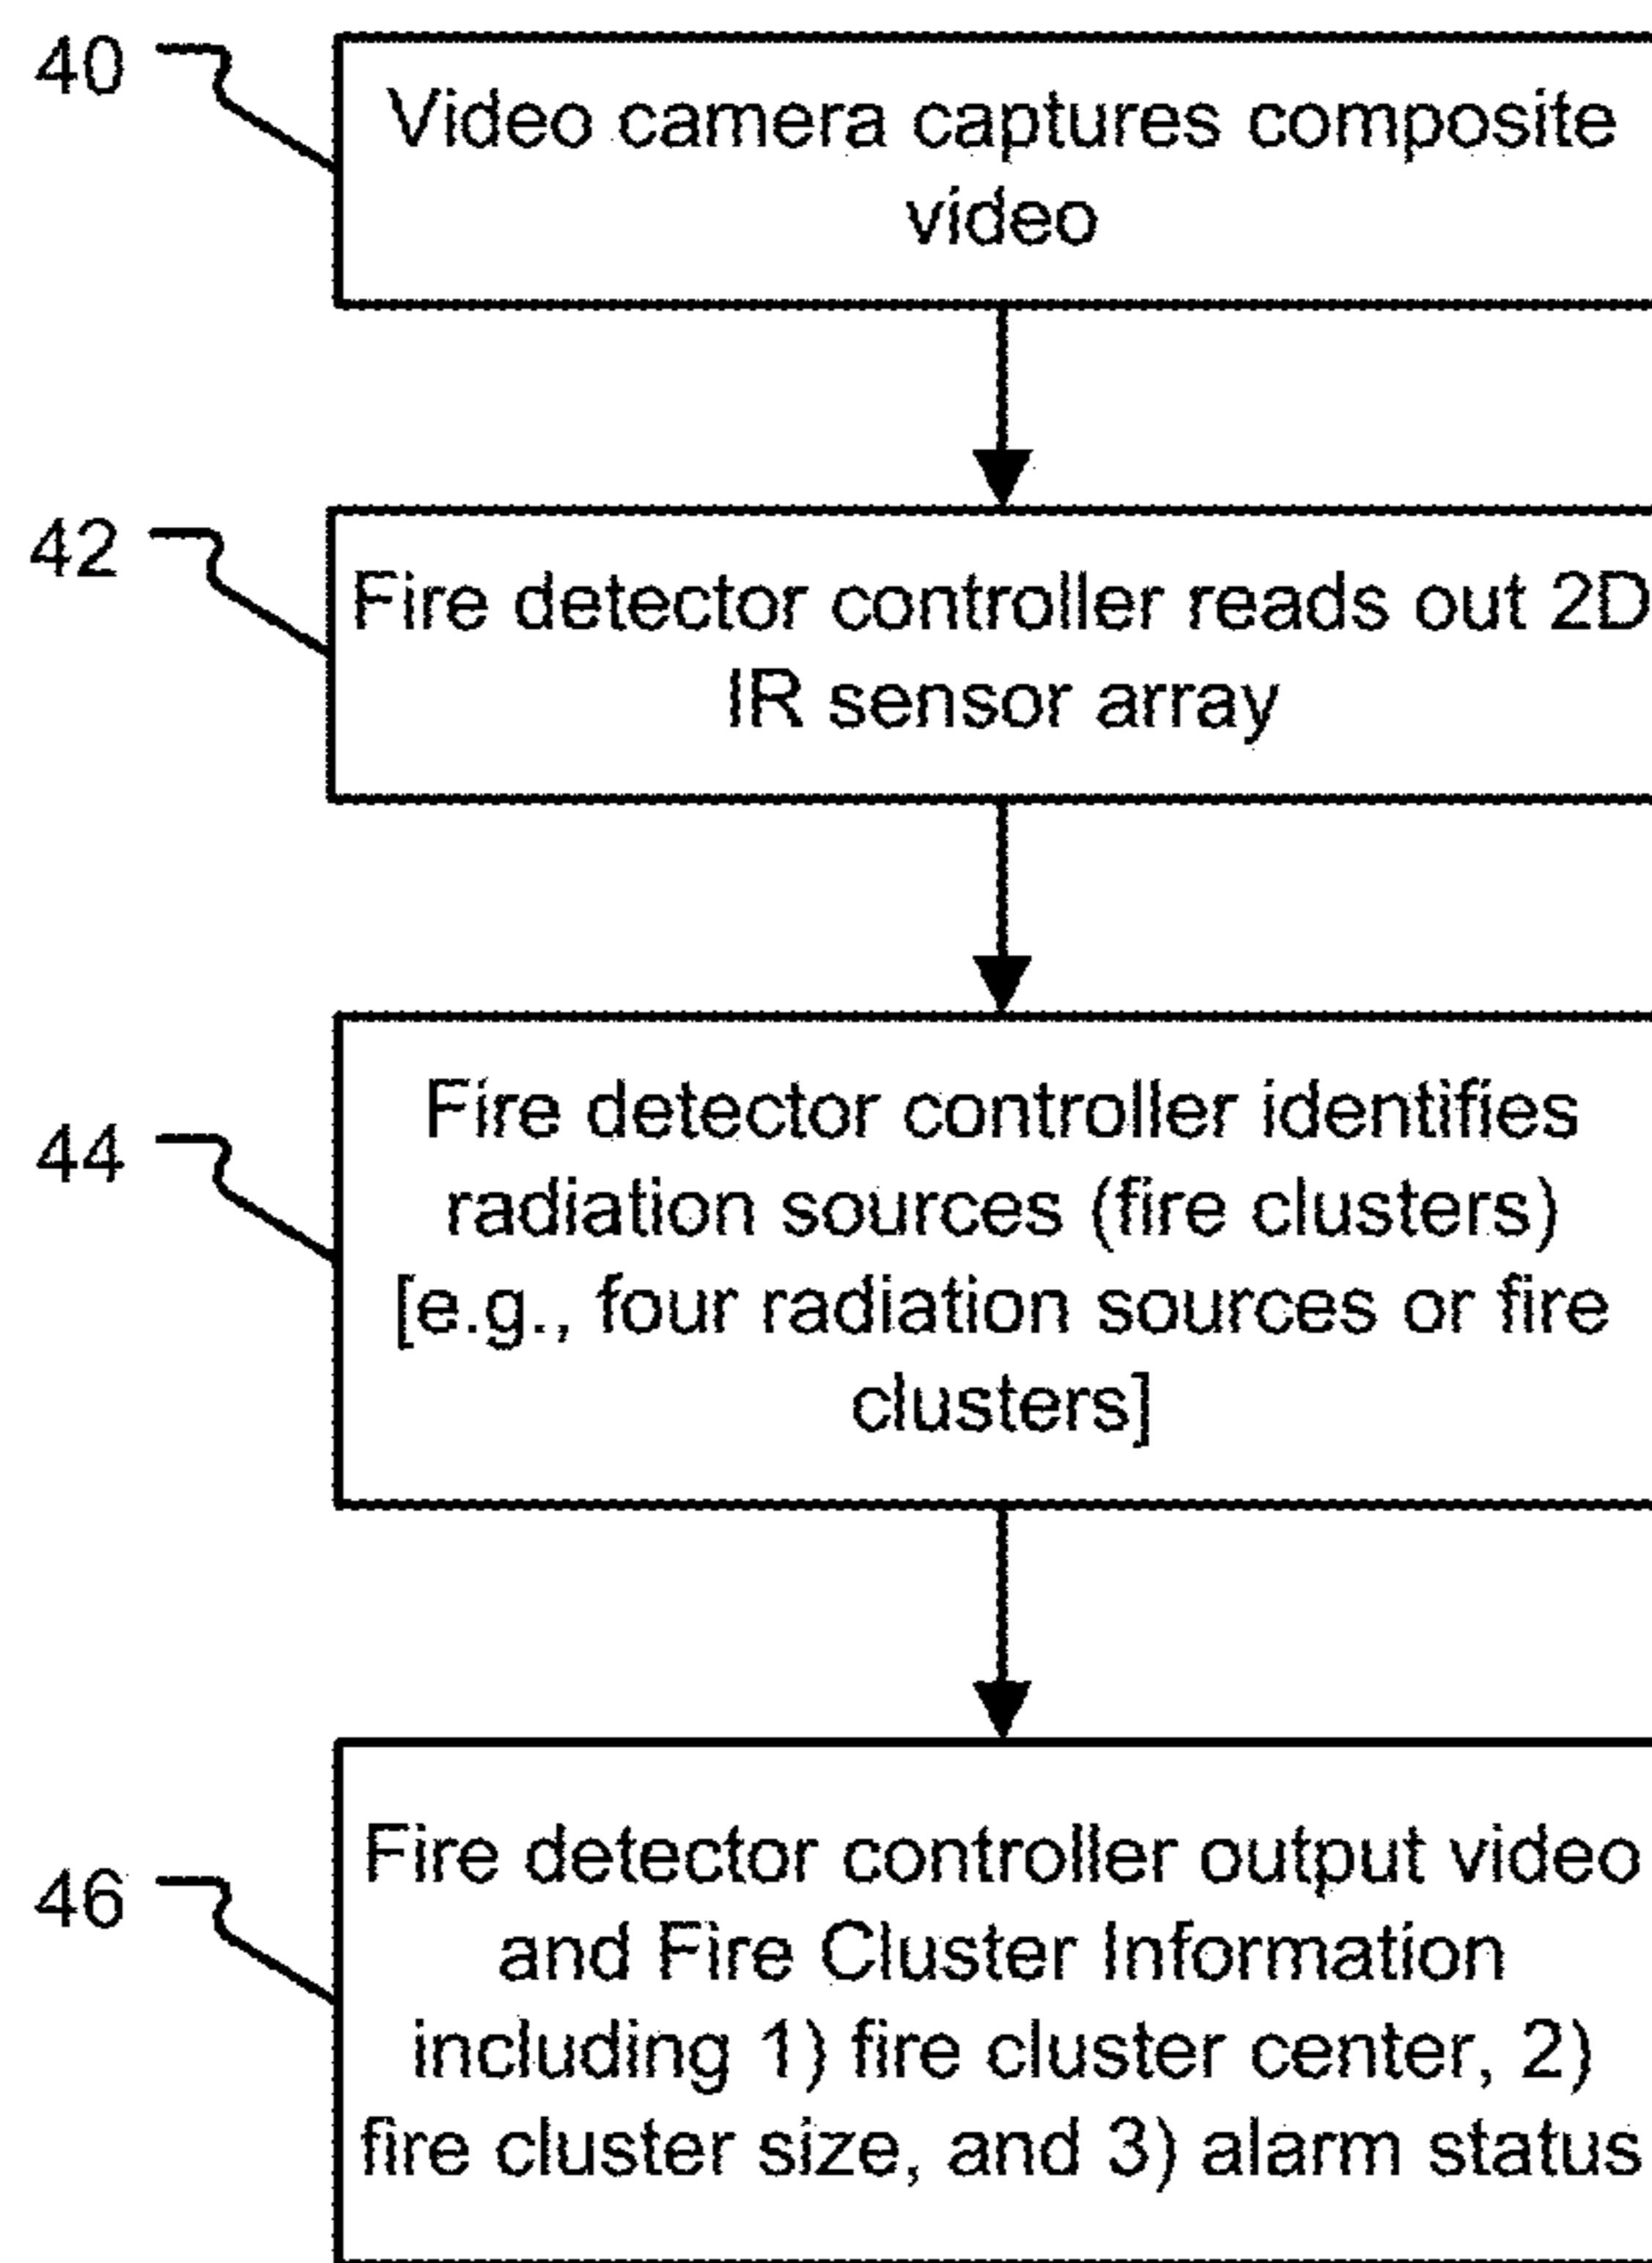 40
Video camera captures composite
video
42
Fire detector controller reads out 2D
IR sensor array
44
Fire detector controller identifies
radiation sources (fire clusters)
[e.g., four radiation sources or fire
clusters]
46
Fire detector controller output video
and Fire Cluster Information
including 1) fire cluster center, 2)
fire cluster size, and 3) alarm status